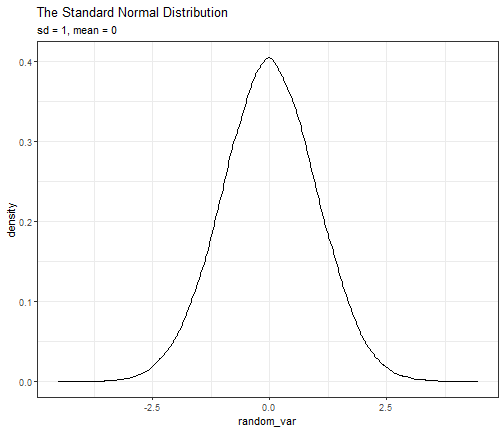 The Standard Normal Distribution
sd = 1, mean = 0
density
0.4
0.3
0.2
0.1
0.0
-2.5
0.0
2.5
random_var